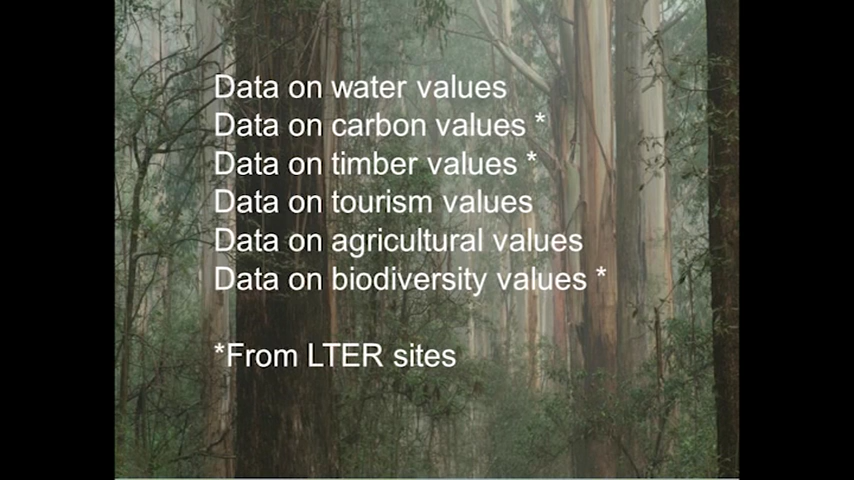 Data on water values
Data on carbon values *
Data on timber values *
Data on tourism values
Data on agricultural values
Data on biodiversity values *
*From LTER sites